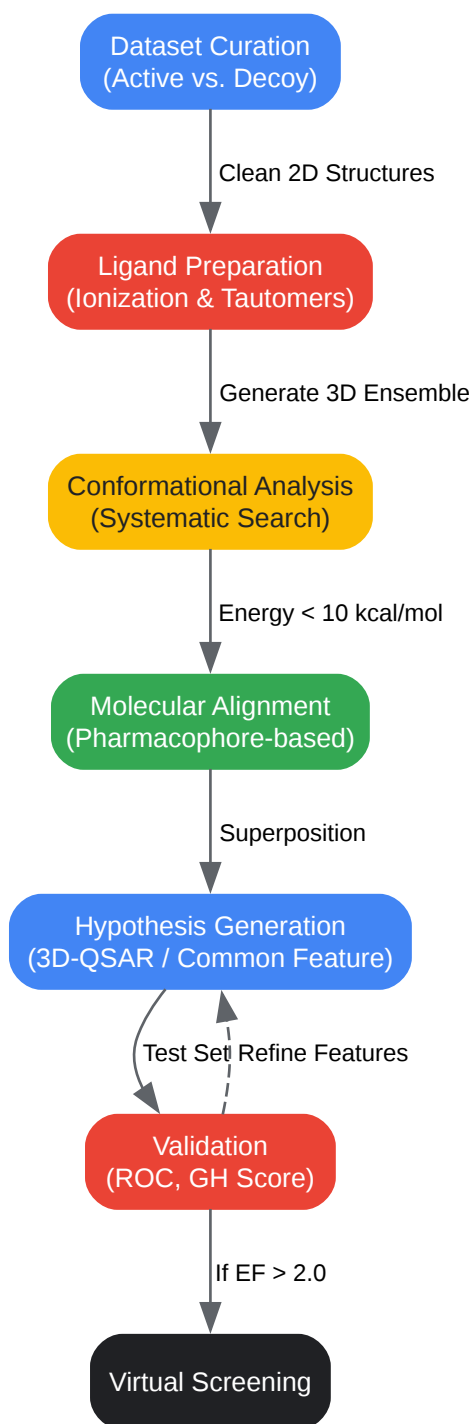 Dataset Curation
(Active vs. Decoy)
Clean 2D Structures
Ligand Preparation
(Ionization & Tautomers)
Generate 3D Ensemble
Conformational Analysis
(Systematic Search)
Energy < 10 kcal/mol
Molecular Alignment
(Pharmacophore-based)
Superposition
Hypothesis Generation
(3D-QSAR / Common Feature)
Test Set
Refine Features
Validation
(ROC, GH Score)
If EF > 2.0
Virtual Screening